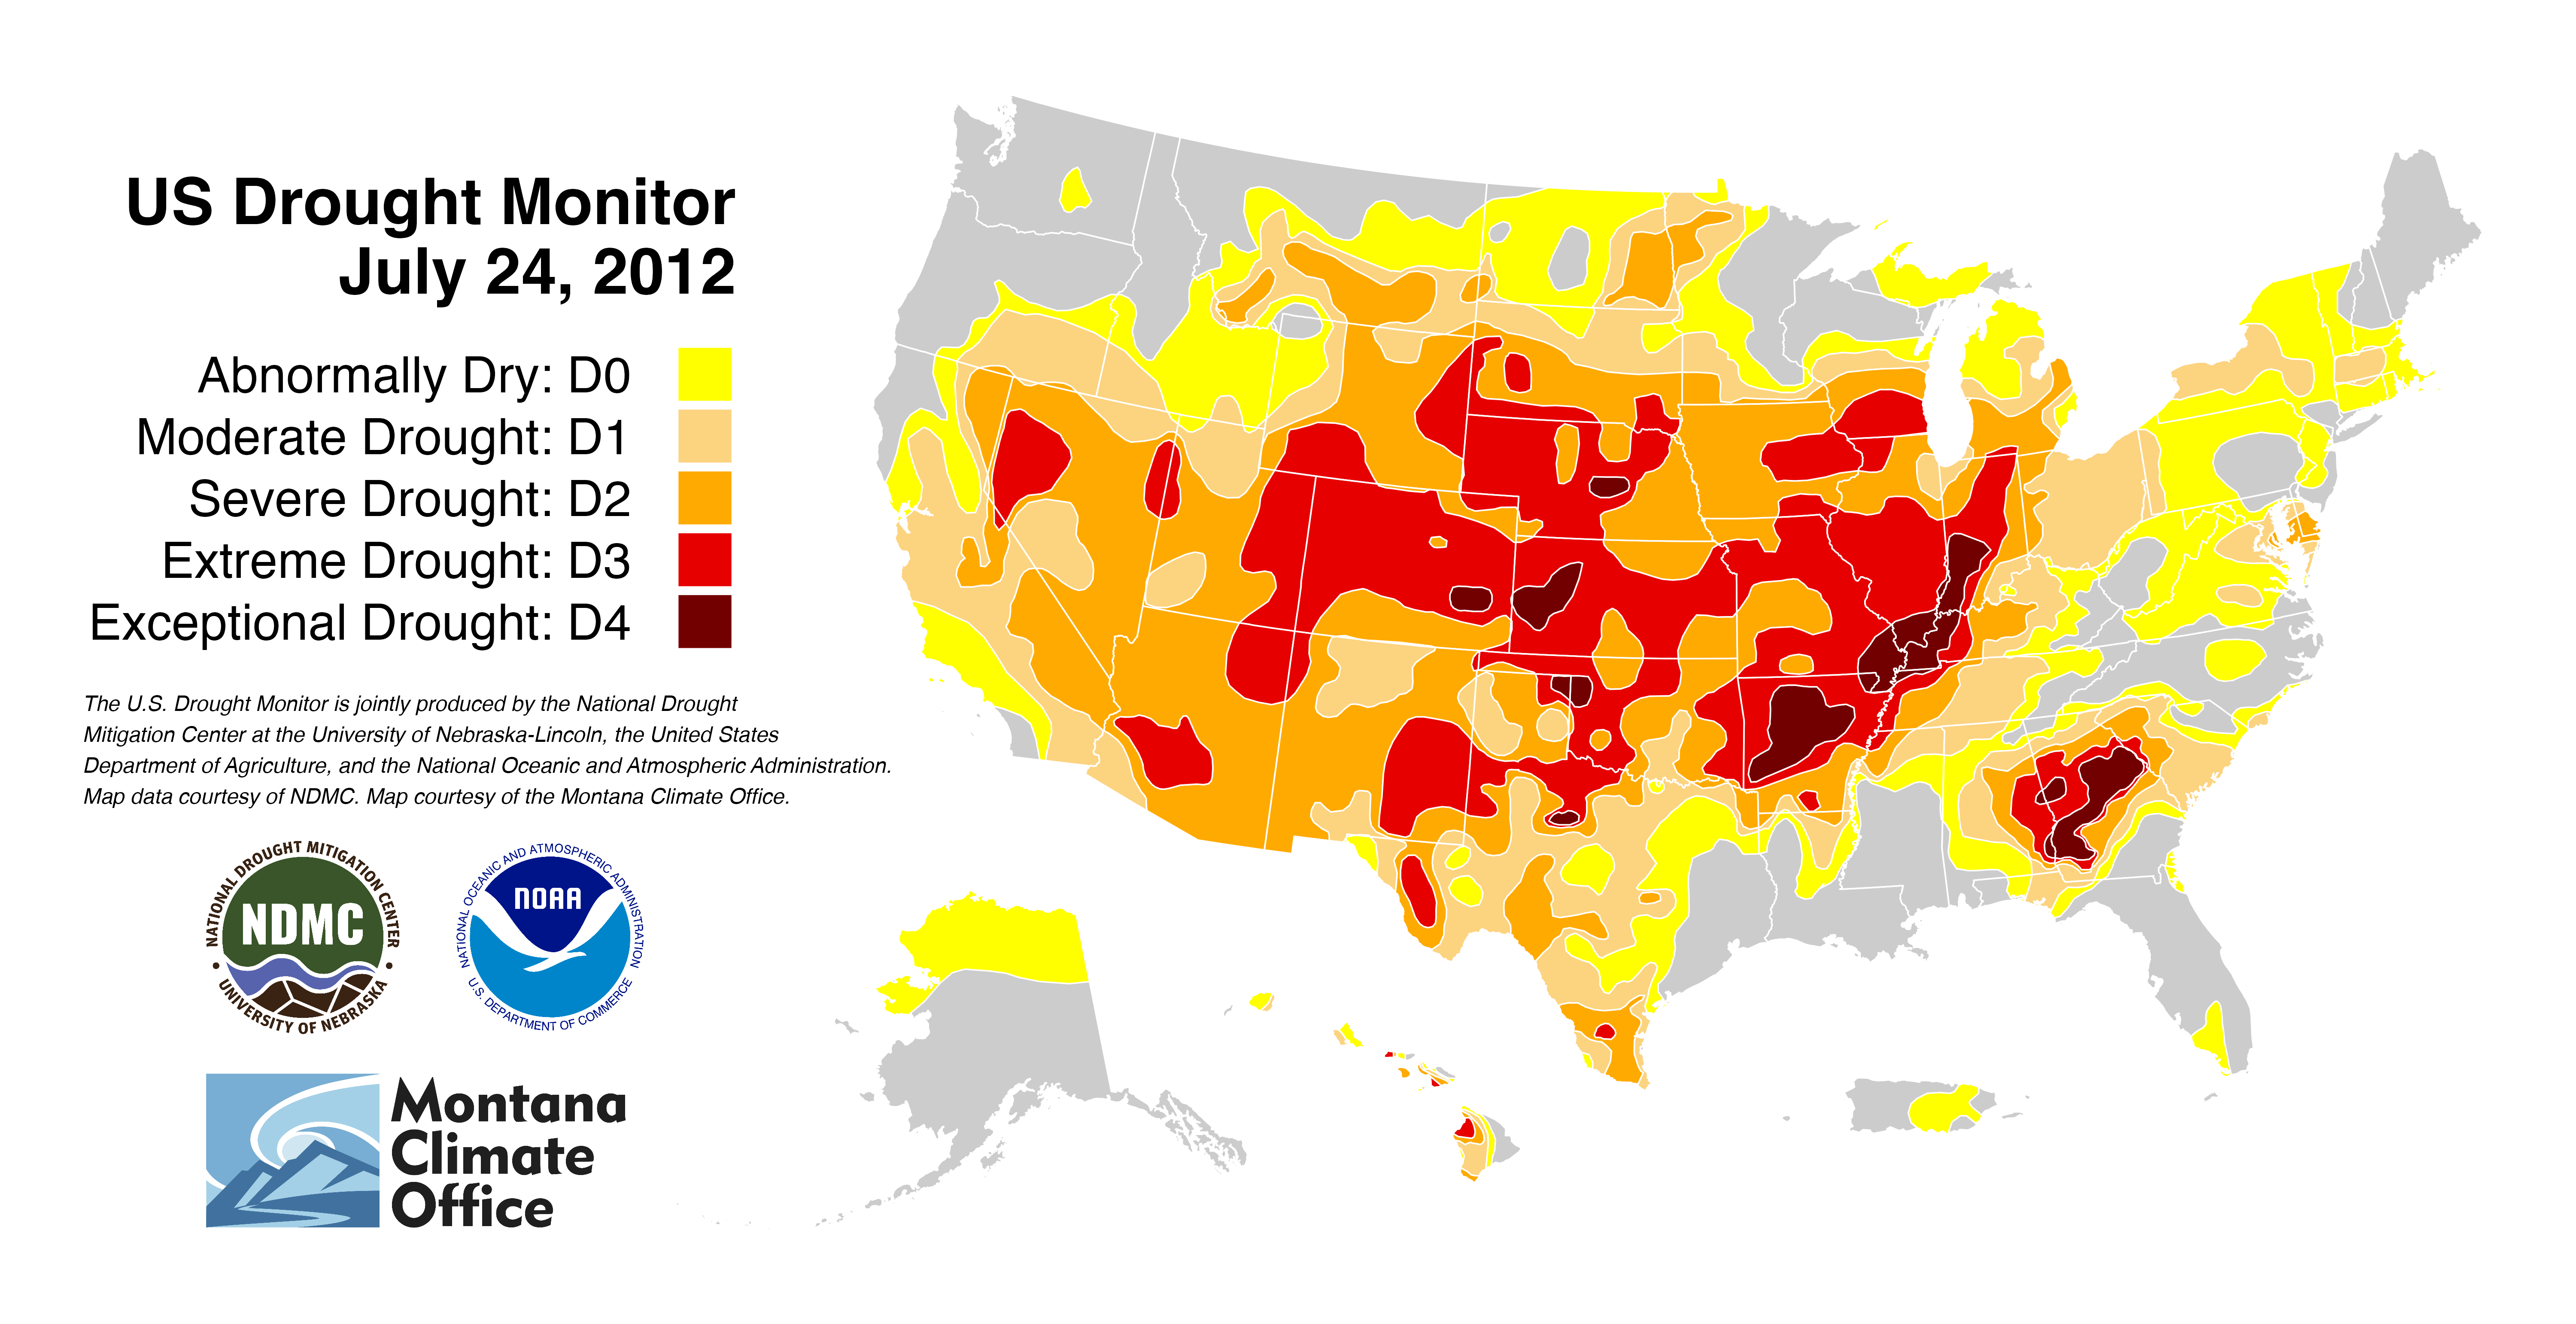 US Drought Monitor
July 24, 2012
Abnormally Dry: D0
Moderate Drought: D1
Severe Drought: D2
Extreme Drought: D3
Exceptional Drought: D4
The U.S. Drought Monitor is jointly produced by the National Drought
Mitigation Center at the University of Nebraska-Lincoln, the United States
Department of Agriculture, and the National Oceanic and Atmospheric Administration.
Map data courtesy of NDMC. Map courtesy of the Montana Climate Office.
NATIONAL DROUGHT MITIGATION CENTER
NDMC
UNIVERSITY OF NEBRASKA
NATIONAL OCEANIC AND ATMOSPHERIC ADMINISTRATION
NOAA
U.S. DEPARTMENT OF COMMERCE
Montana
Climate
Office